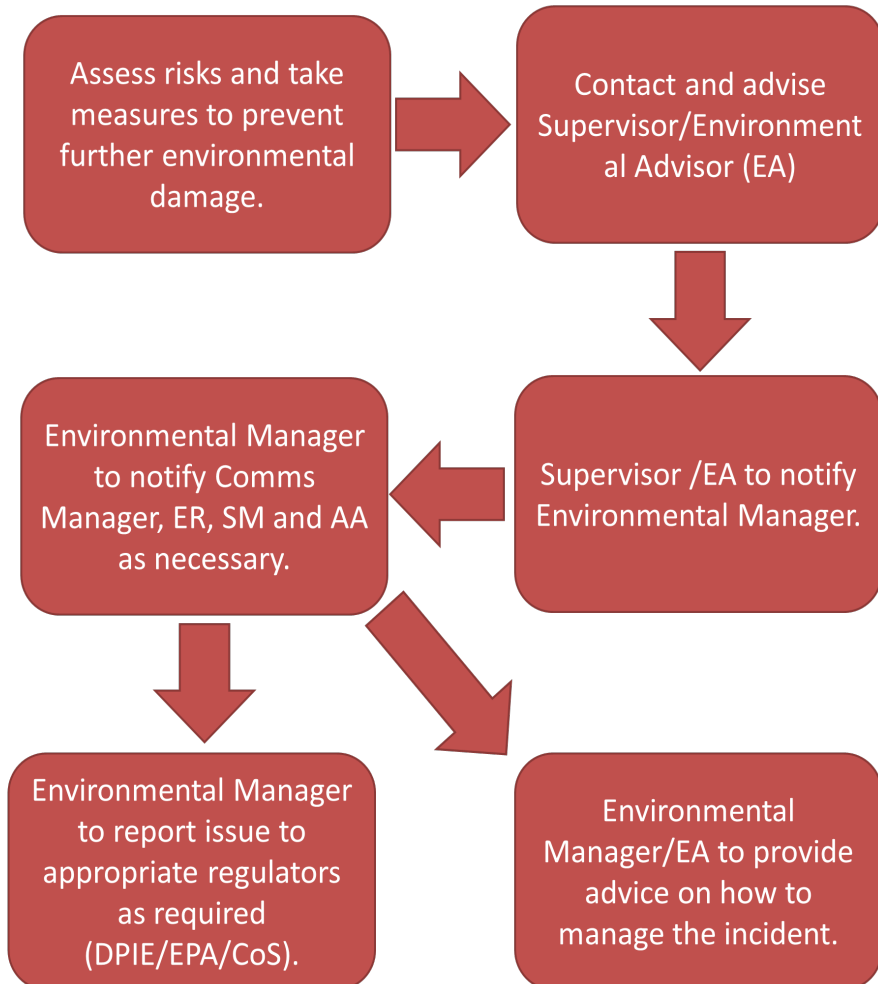 Assess risks and take
measures to prevent
further environmental
damage.
Contact and advise
Supervisor/Environment
al Advisor (EA)
Supervisor /EA to notify
Environmental Manager.
Environmental Manager
to notify Comms
Manager, ER, SM and AA
as necessary.
Environmental Manager
to report issue to
appropriate regulators
as required
(DPIE/EPA/CoS).
Environmental
Manager/EA to provide
advice on how to
manage the incident.